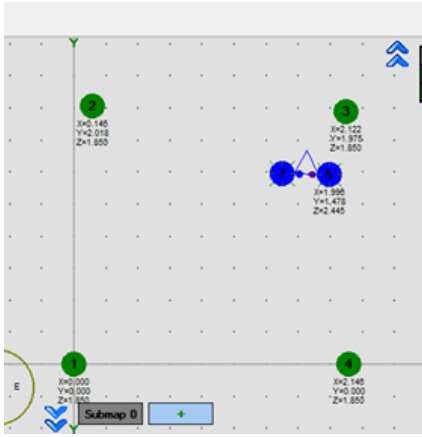 Y
2
X=0.146
Y=2.018
Z=1.850
3
X=2.122
Y=1.975
Z=1.850
7
5
X=1.996
Y=1.478
Z=2.445
1
X=0.000
Y=0.000
Z=1.850
4
X=2.146
Y=0.000
Z=1.850
E
Submap 0
+
Y